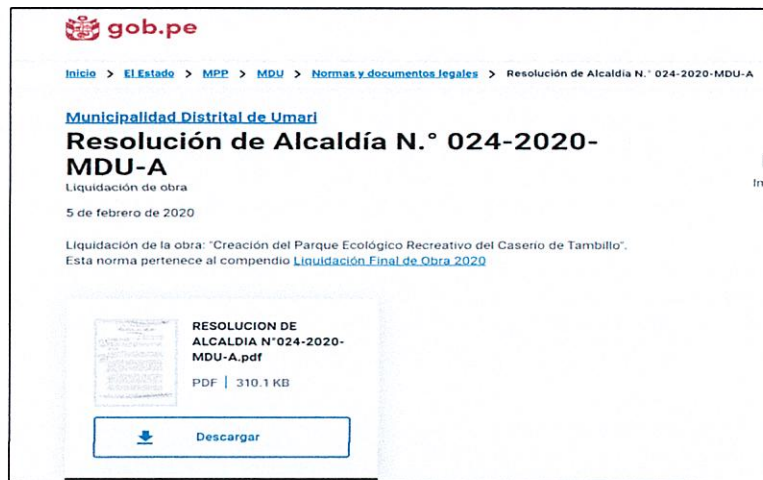 gob.pe
Inicio > El Estado > MPP > MDU > Normas y documentos legales > Resolución de Alcaldía N.° 024-2020-MDU-A
Municipalidad Distrital de Umari
Resolución de Alcaldía N.° 024-2020-
MDU-A
Liquidación de obra
5 de febrero de 2020
Liquidación de la obra: "Creación del Parque Ecológico Recreativo del Caserio de Tambillo".
Esta norma pertenece al compendio Liquidación Final de Obra 2020
RESOLUCION DE
ALCALDIA N°024-2020-
MDU-A.pdf
PDF | 310.1 KB
Descargar